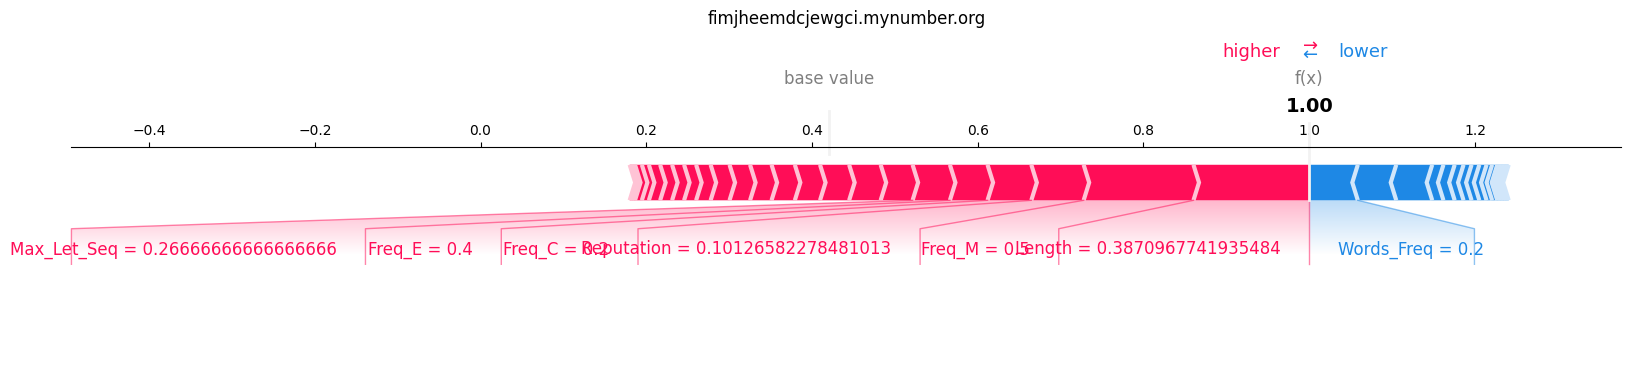 fimjheemdcjewgci.mynumber.org
higher → ← lower
base value f(x)
1.00
−0.4 −0.2 0.0 0.2 0.4 0.6 0.8 1.0 1.2
Max_Let_Seq = 0.26666666666666666 Freq_E = 0.4 Freq_C = 0.2 Reputation = 0.10126582278481013 Freq_M = 0.5 Length = 0.3870967741935484 Words_Freq = 0.2